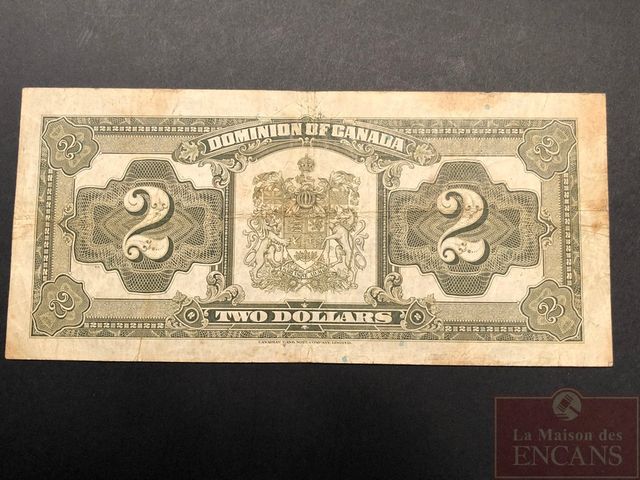 2 2
DOMINION OF CANADA
2 2
2 2
TWO DOLLARS
CANADIAN BANK NOTE COMPANY, LIMITED.
La Maison des
ENCANS